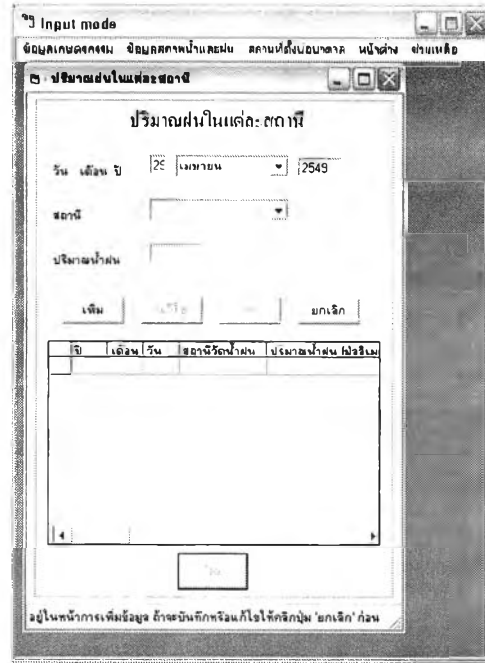 Input mode
ข้อมูลเกษตรกรรม ข้อมูลสภาพน้ำและฝน สถานที่ตั้งบ่อบาดาล หน้าต่าง ช่วยเหลือ
ปริมาณฝนในแต่ละสถานี
ปริมาณฝนในแต่ละสถานี
วัน เดือน ปี เมษายน 2549
สถานี
ปริมาณน้ำฝน
เพิ่ม ยกเลิก
ปี เดือน วัน สถานีวัดน้ำฝน ปริมาณน้ำฝน
อยู่ในหน้าการเพิ่มข้อมูล ถ้าจะบันทึกหรือแก้ไขให้คลิกปุ่ม 'ยกเลิก' ก่อน